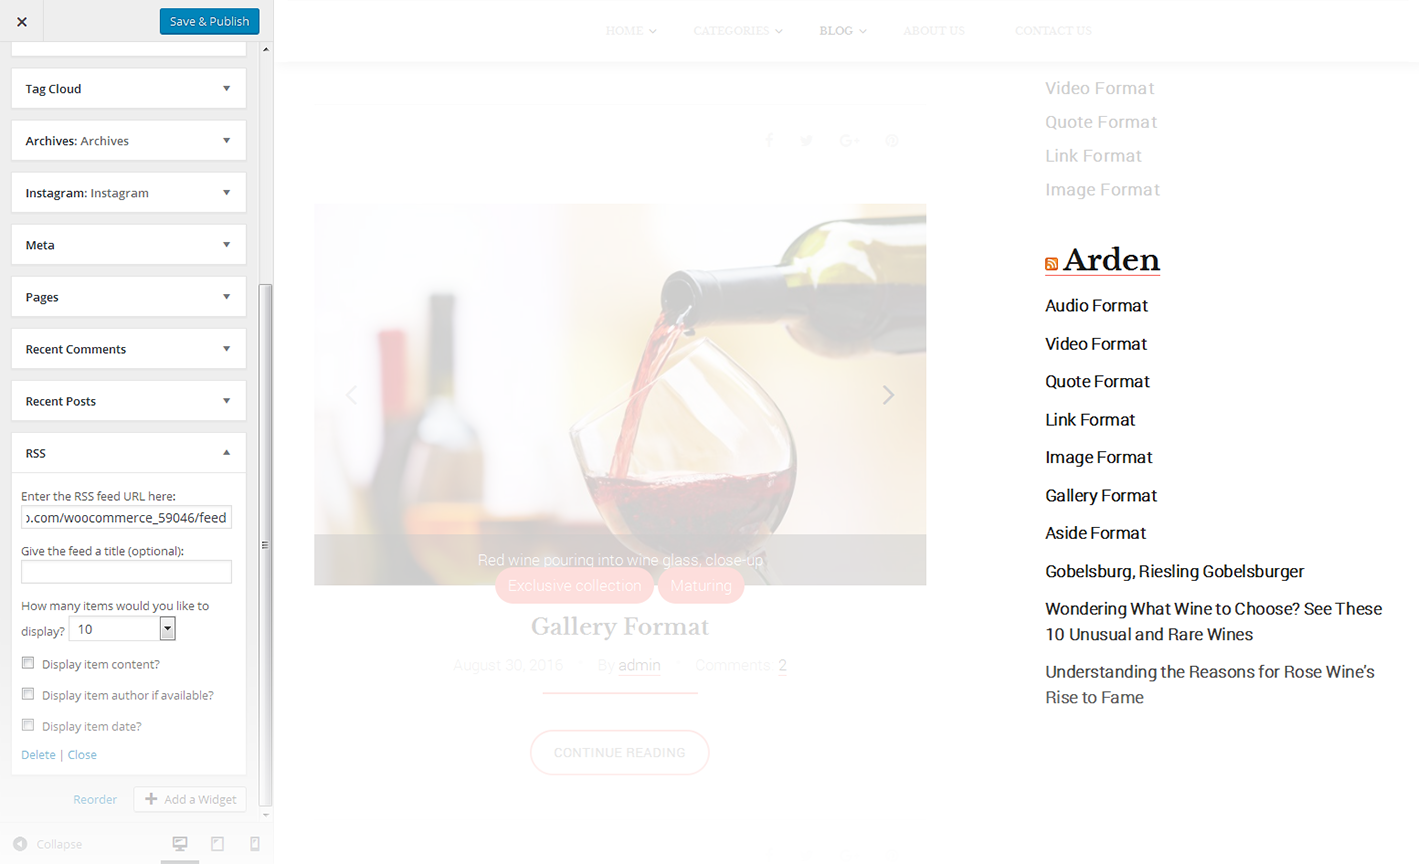 Save & Publish
Tag Cloud
Archives: Archives
Instagram: Instagram
Meta
Pages
Recent Comments
Recent Posts
RSS
Enter the RSS feed URL here:
.com/woocommerce_59046/feed
Give the feed a title (optional):
How many items would you like to
display? 10
Display item content?
Display item author if available?
Display item date?
Delete | Close
Reorder
Add a Widget
Collapse
HOME
CATEGORIES
BLOG
ABOUT US
CONTACT US
Red wine pouring into wine glass, close-up
Exclusive collection
Maturing
Gallery Format
August 30, 2016
By admin
Comments: 2
CONTINUE READING
Video Format
Quote Format
Link Format
Image Format
Arden
Audio Format
Video Format
Quote Format
Link Format
Image Format
Gallery Format
Aside Format
Gobelsburg, Riesling Gobelsburger
Wondering What Wine to Choose? See These
10 Unusual and Rare Wines
Understanding the Reasons for Rose Wine's
Rise to Fame